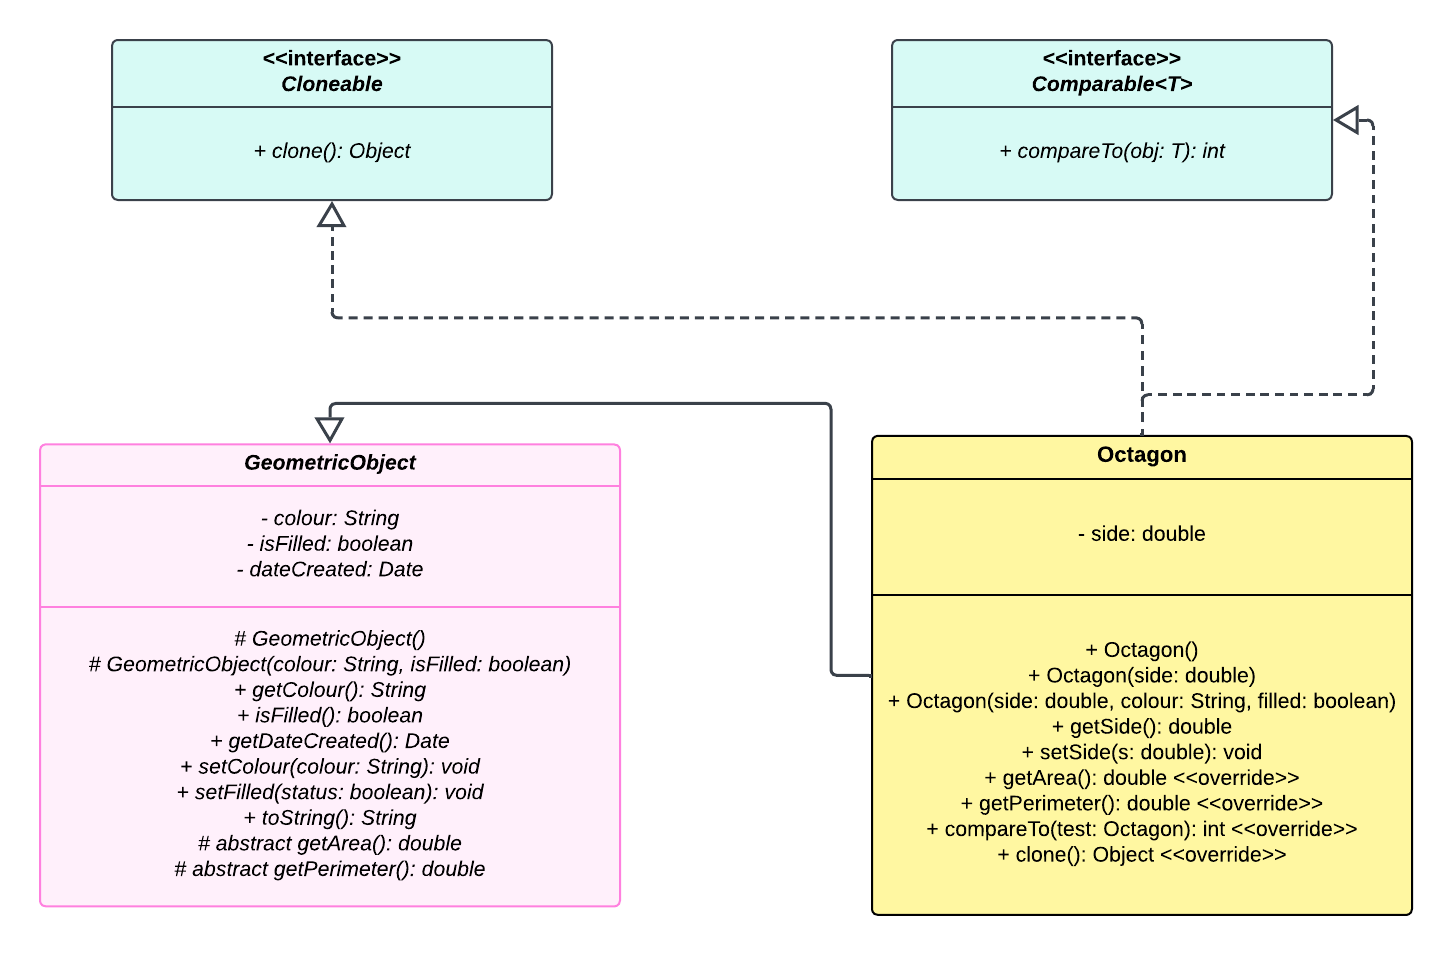 <<interface>>
Cloneable
+ clone(): Object
<<interface>>
Comparable<T>
+ compareTo(obj: T): int
GeometricObject
- colour: String
- isFilled: boolean
- dateCreated: Date
# GeometricObject()
# GeometricObject(colour: String, isFilled: boolean)
+ getColour(): String
+ isFilled(): boolean
+ getDateCreated(): Date
+ setColour(colour: String): void
+ setFilled(status: boolean): void
+ toString(): String
# abstract getArea(): double
# abstract getPerimeter(): double
Octagon
- side: double
+ Octagon()
+ Octagon(side: double)
+ Octagon(side: double, colour: String, filled: boolean)
+ getSide(): double
+ setSide(s: double): void
+ getArea(): double <<override>>
+ getPerimeter(): double <<override>>
+ compareTo(test: Octagon): int <<override>>
+ clone(): Object <<override>>